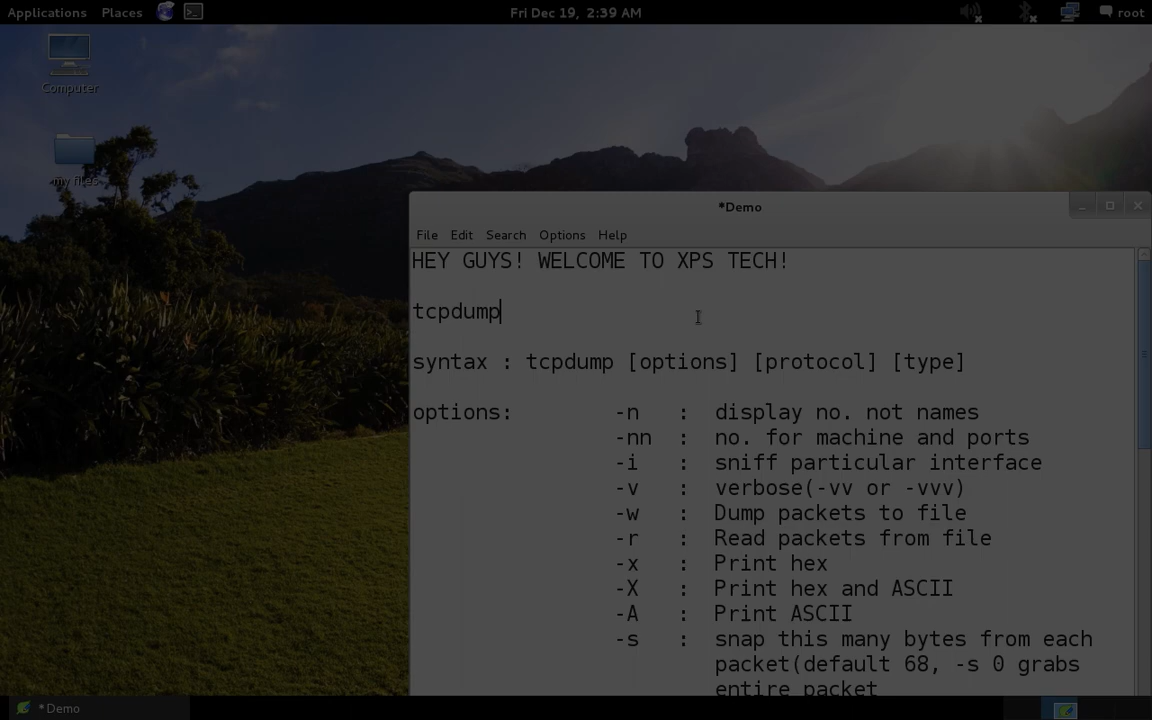 Applications Places Fri Dec 19, 2:39 AM root
Computer
my files
*Demo
File Edit Search Options Help
HEY GUYS! WELCOME TO XPS TECH!
tcpdump
syntax : tcpdump [options] [protocol] [type]
options: -n : display no. not names
-nn : no. for machine and ports
-i : sniff particular interface
-v : verbose(-vv or -vvv)
-w : Dump packets to file
-r : Read packets from file
-x : Print hex
-X : Print hex and ASCII
-A : Print ASCII
-s : snap this many bytes from each
packet(default 68, -s 0 grabs
entire packet
*Demo